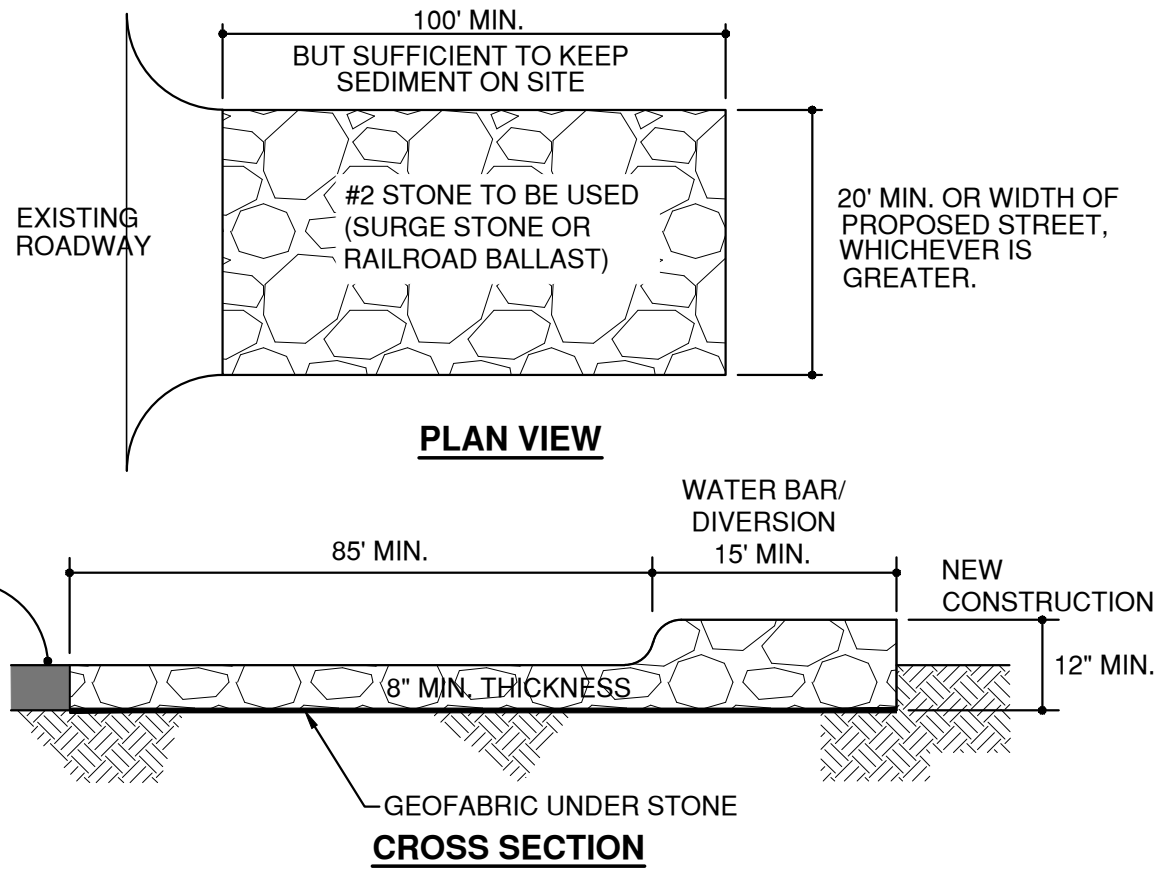 100' MIN.
BUT SUFFICIENT TO KEEP
SEDIMENT ON SITE
EXISTING
ROADWAY
#2 STONE TO BE USED
(SURGE STONE OR
RAILROAD BALLAST)
20' MIN. OR WIDTH OF
PROPOSED STREET,
WHICHEVER IS
GREATER.
PLAN VIEW
WATER BAR/
DIVERSION
85' MIN.
15' MIN.
NEW
CONSTRUCTION
12" MIN.
8" MIN. THICKNESS
GEOFABRIC UNDER STONE
CROSS SECTION